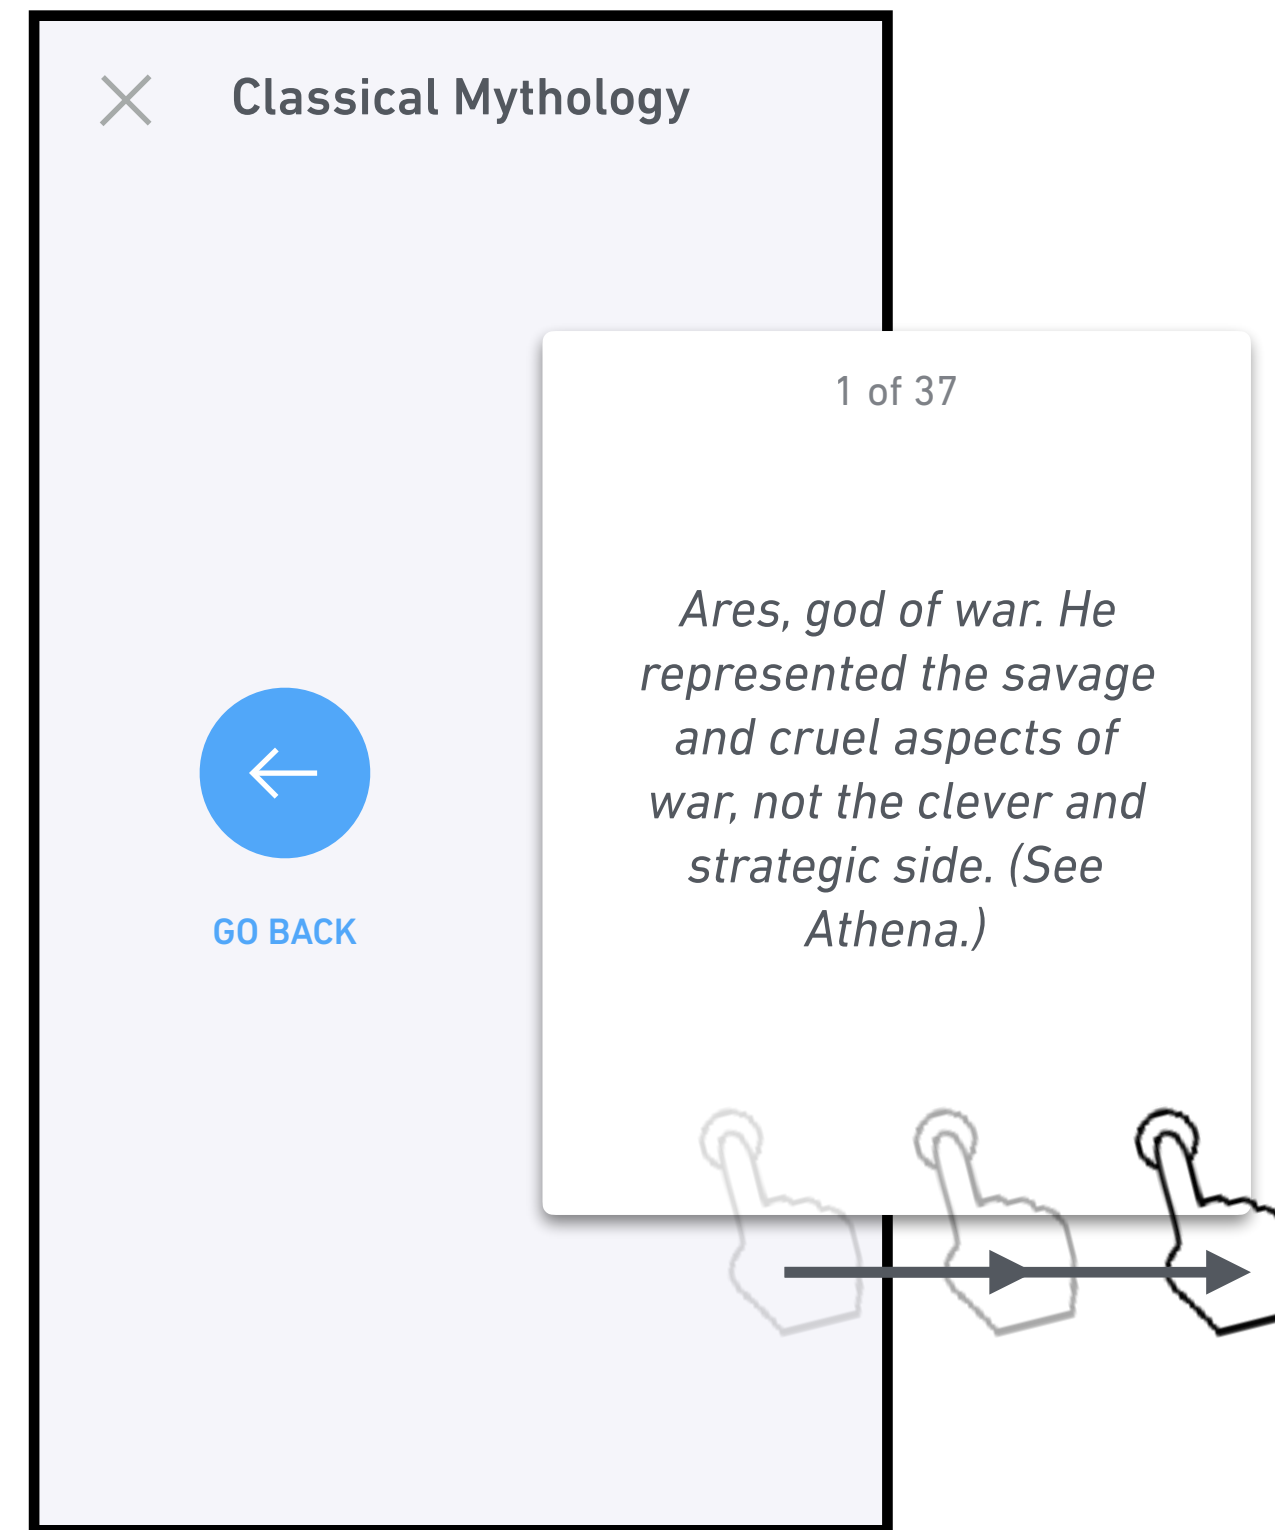 Classical Mythology
1 of 37
Ares, god of war. He
represented the savage
and cruel aspects of
war, not the clever and
strategic side. (See
Athena.)
GO BACK